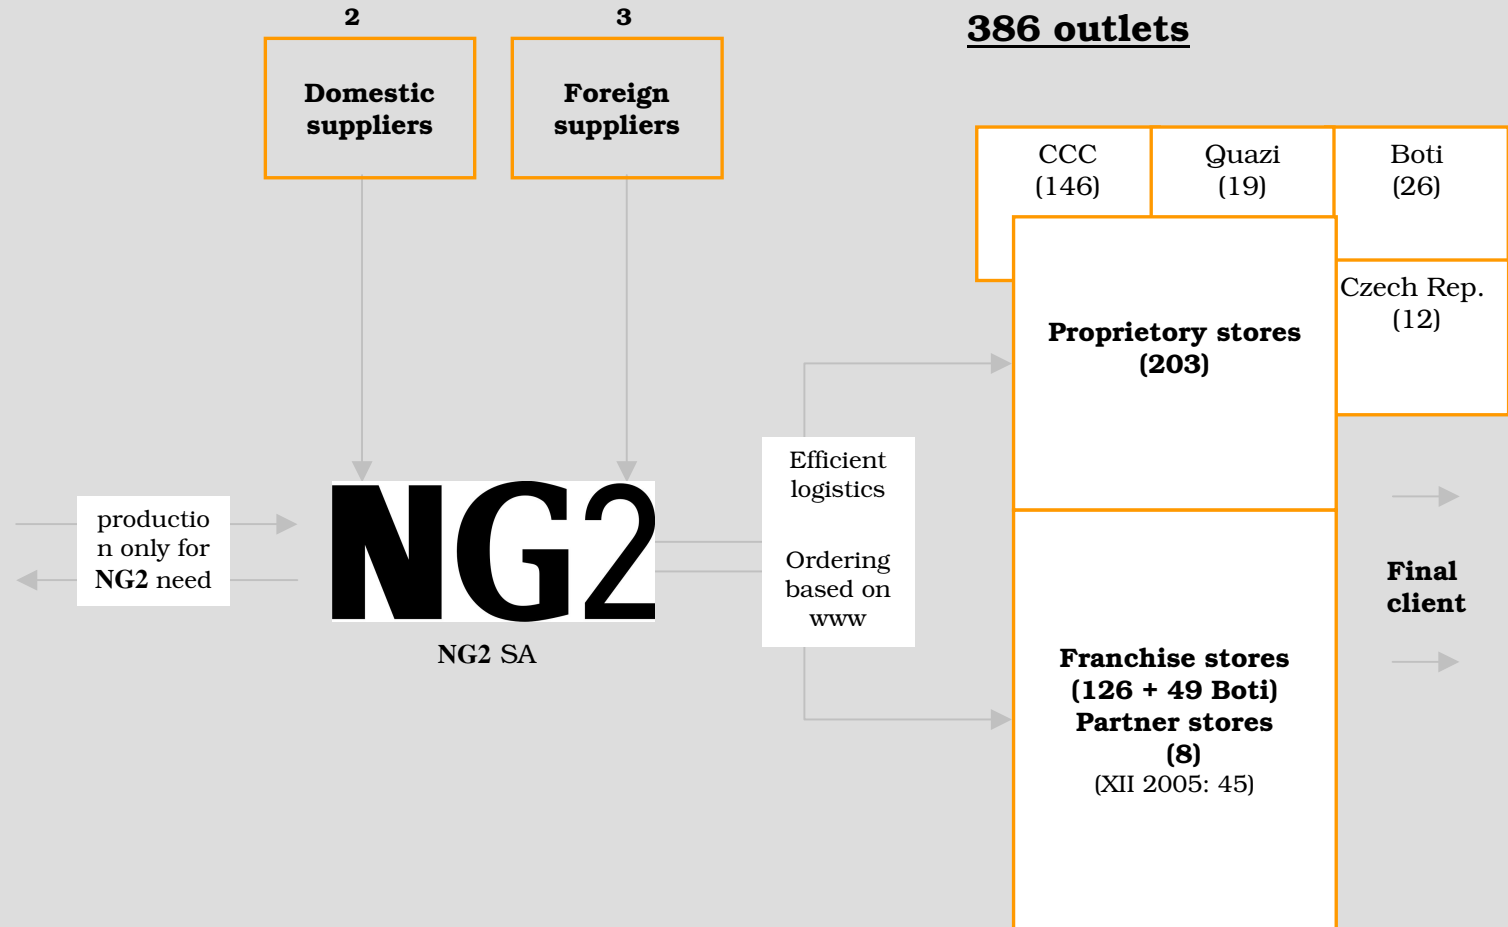 2
3
386 outlets
Domestic
suppliers
Foreign
suppliers
CCC
(146)
Quazi
(19)
Boti
(26)
Czech Rep.
(12)
Proprietory stores
(203)
Efficient
logistics
Ordering
based on
www
productio
n only for
NG2 need
NG2
NG2 SA
Franchise stores
(126 + 49 Boti)
Partner stores
(8)
(XII 2005: 45)
Final
client